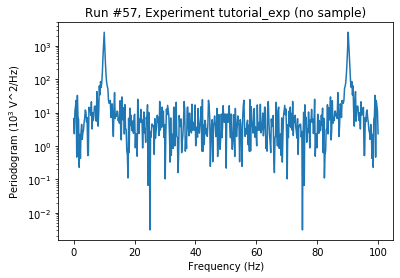 Run #57, Experiment tutorial_exp (no sample)
Periodogram (10³ V^2/Hz)
10³
10²
10¹
10⁰
10⁻¹
10⁻²
0 20 40 60 80 100
Frequency (Hz)